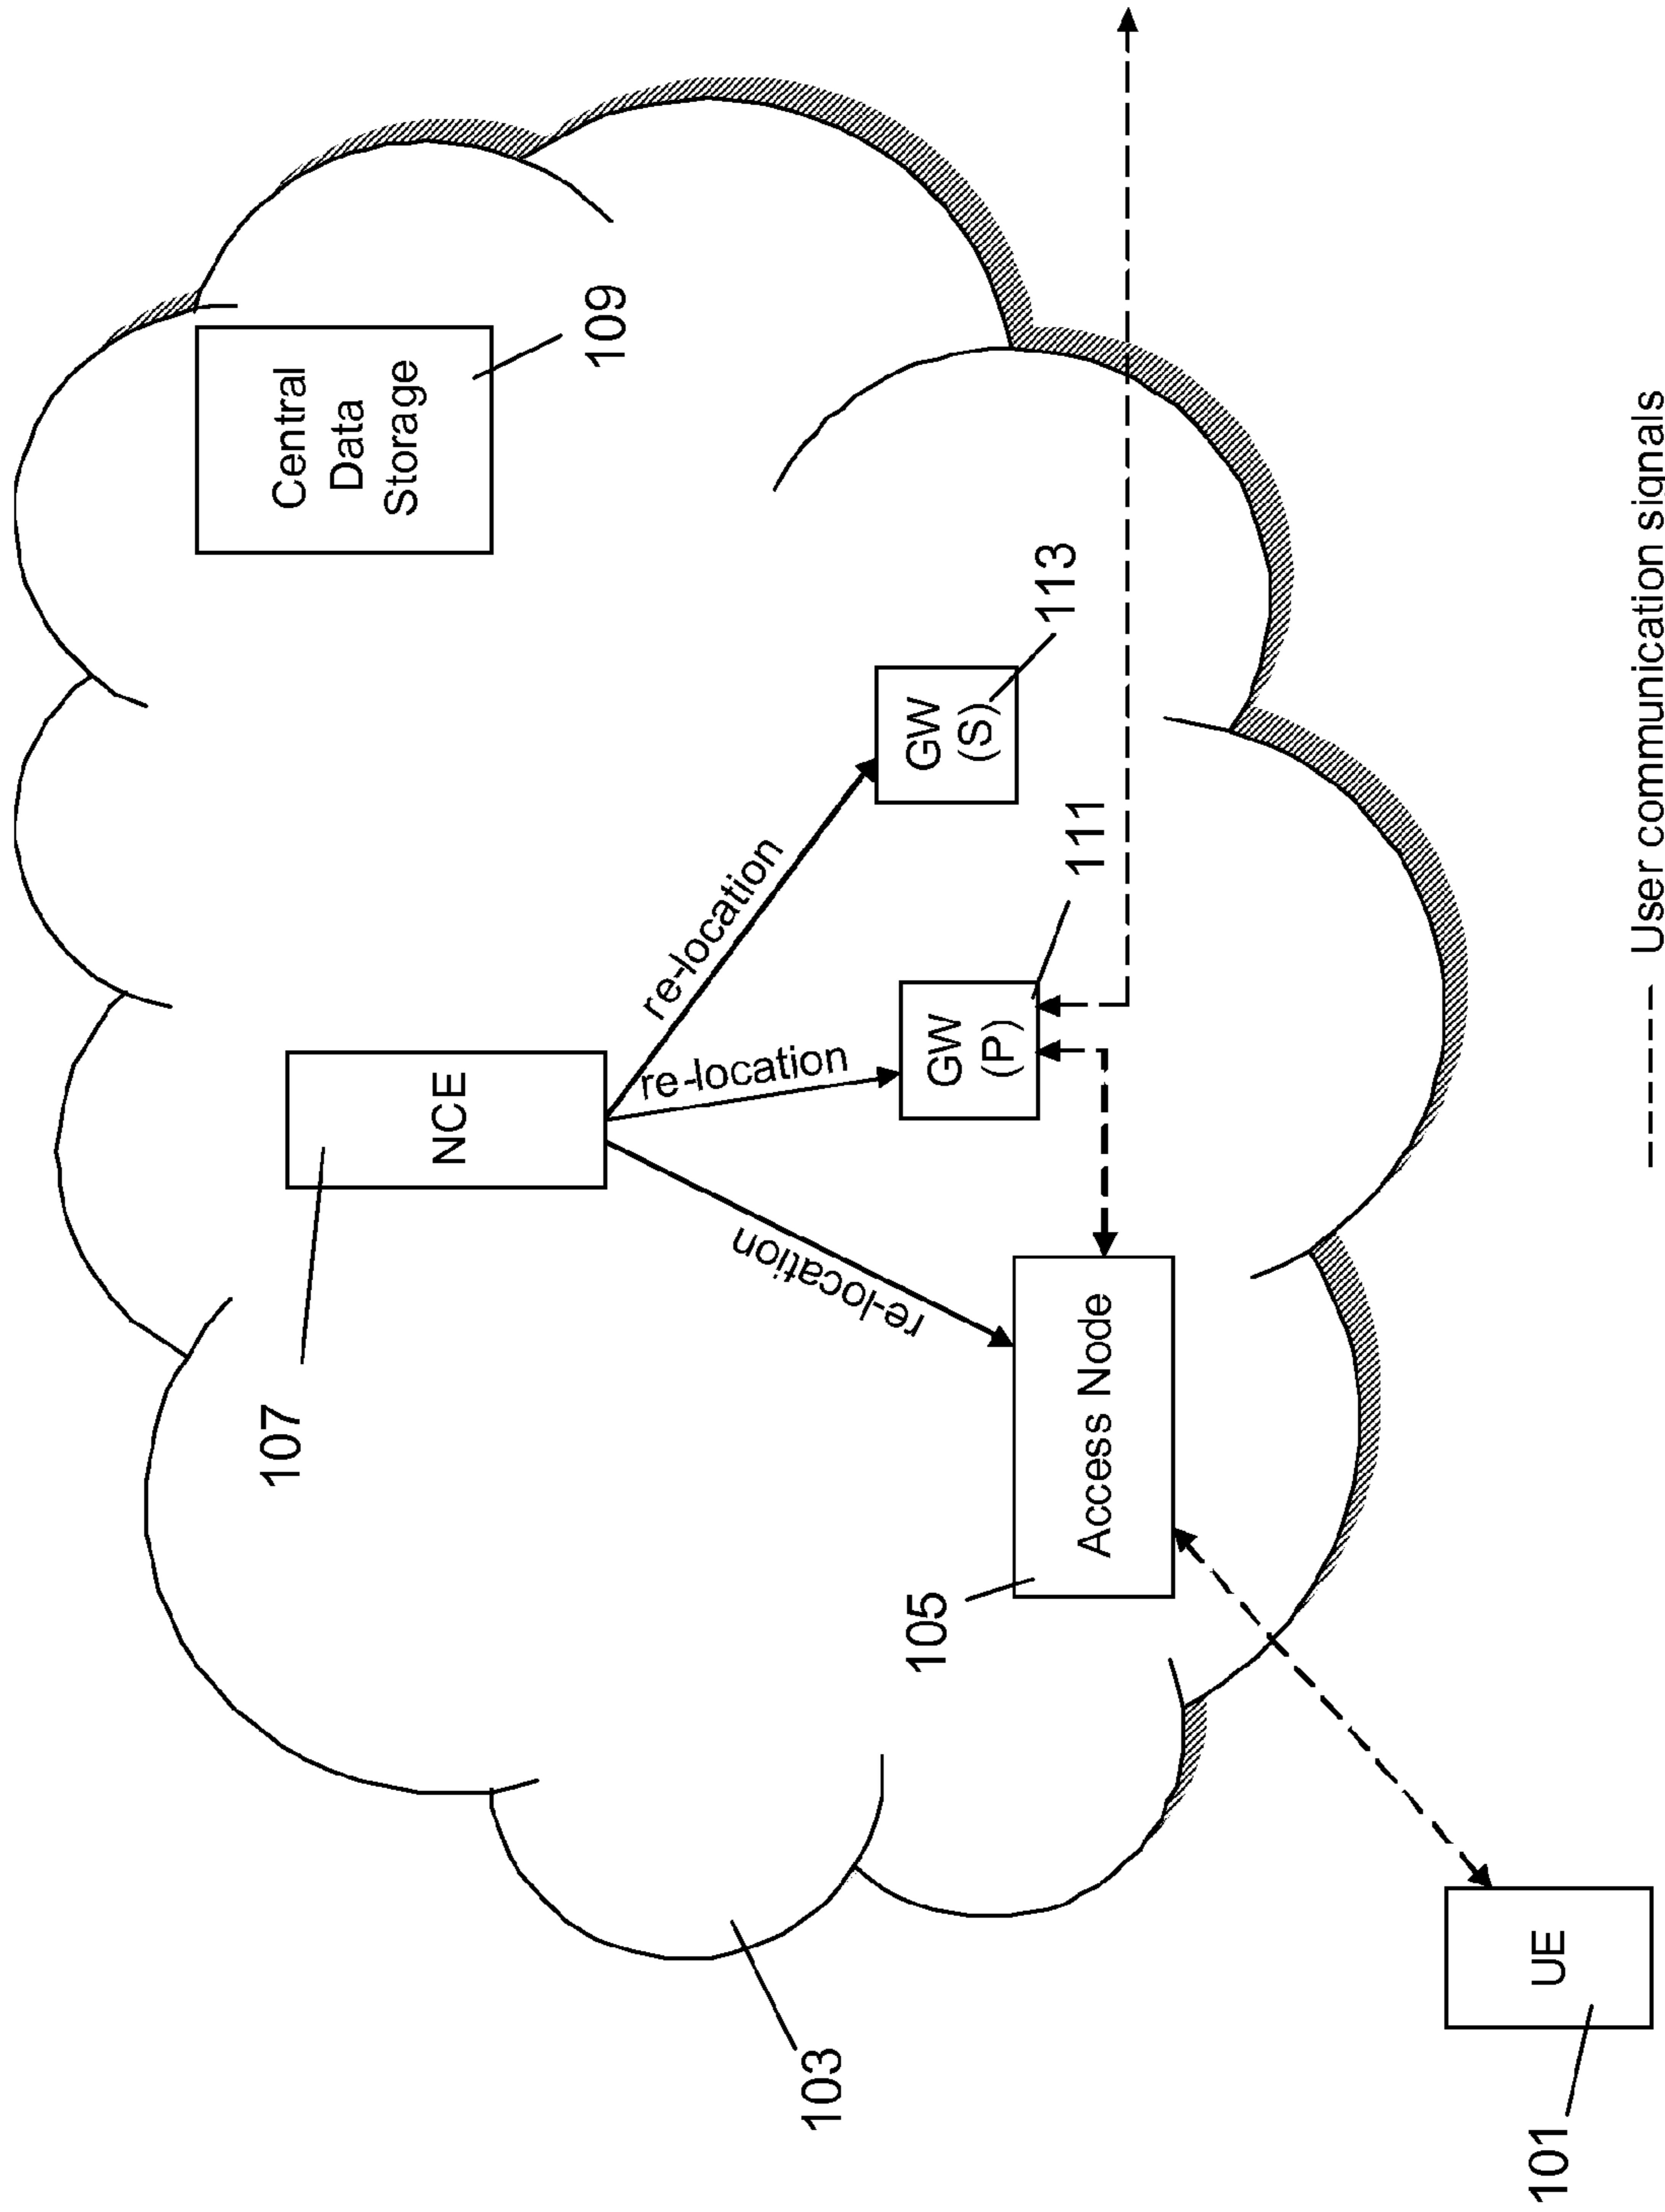 Central
Data
Storage
109
NCE
107
re-location
re-location
re-location
GW
(S)
113
GW
(P)
111
Access Node
105
103
UE
101
User communication signals